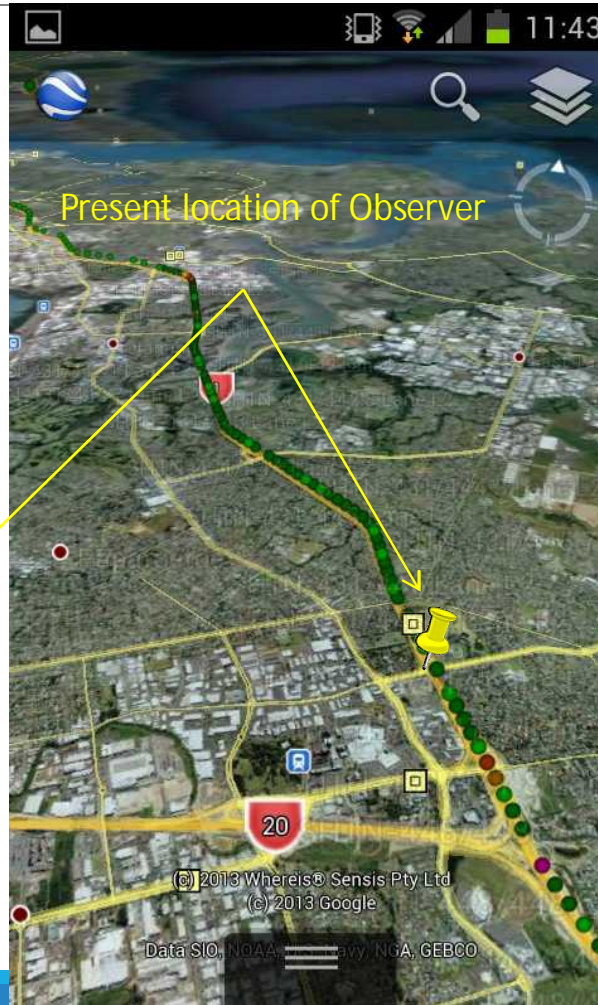 11:43
Present location of Observer
1
20
(c) 2013 Whereis® Sensis Pty Ltd
(c) 2013 Google
Data SIO, NOAA, U.S. Navy, NGA, GEBCO